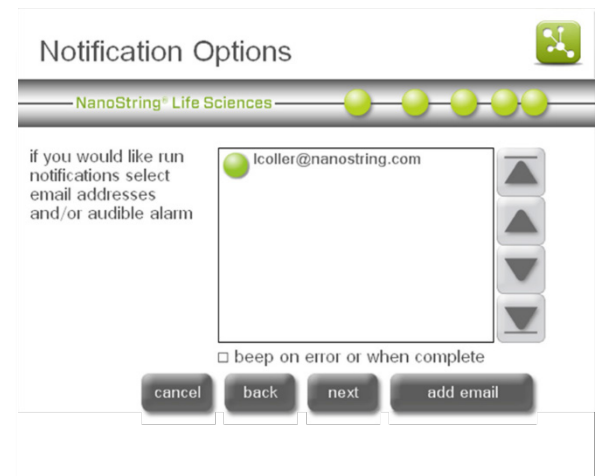 Notification Options
NanoString® Life Sciences
if you would like run
notifications select
email addresses
and/or audible alarm
lcoller@nanostring.com
beep on error or when complete
cancel back next add email